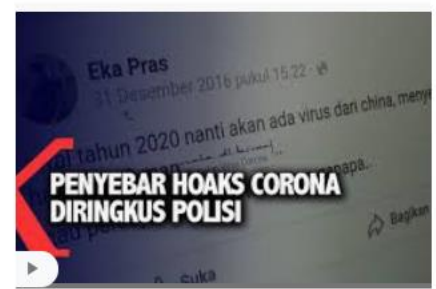 Eka Pras
31 Desember 2016 pukul 15.22
tahun 2020 nanti akan ada virus dari china, menye
PENYEBAR HOAKS CORONA
DIRINGKUS POLISI
Bagikan
Suka